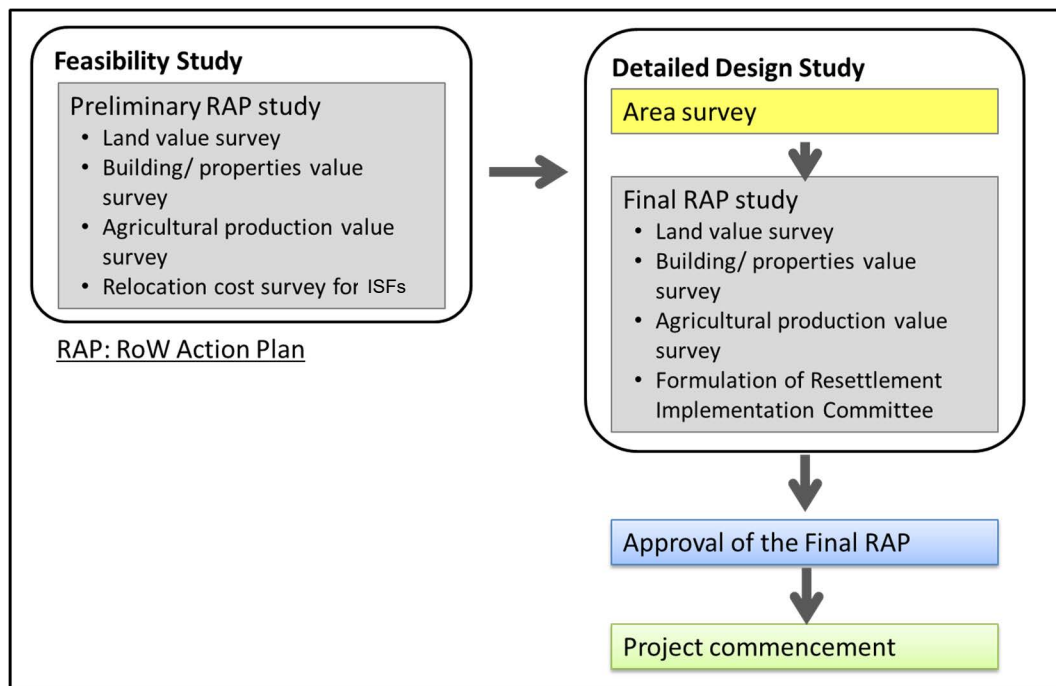 Feasibility Study
Preliminary RAP study
• Land value survey
• Building/ properties value
survey
• Agricultural production value
survey
• Relocation cost survey for ISFs
RAP: RoW Action Plan
Detailed Design Study
Area survey
Final RAP study
• Land value survey
• Building/ properties value
survey
• Agricultural production value
survey
• Formulation of Resettlement
Implementation Committee
Approval of the Final RAP
Project commencement